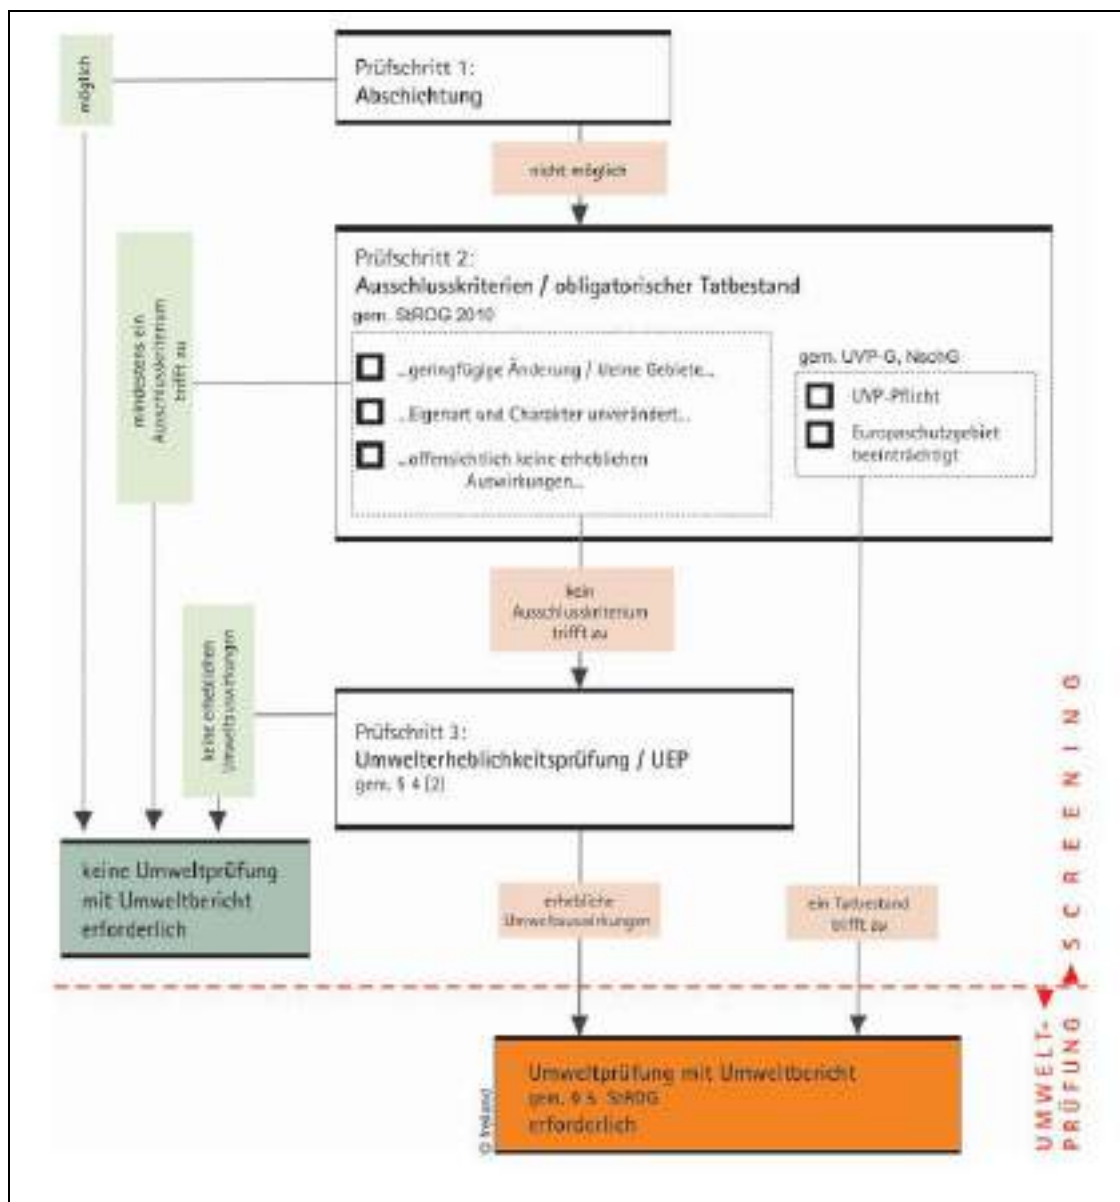 möglich
Prüfschritt 1:
Abschichtung
nicht möglich
Prüfschritt 2:
Ausschlusskriterien / obligatorischer Tatbestand
gem. StROG 2010
...geringfügige Änderung / kleine Gebiete...
...Eigenart und Charakter unverändert...
...offensichtlich keine erheblichen
Auswirkungen...
gem. UVP-G, NschG
UVP-Pflicht
Europaschutzgebiet
beeinträchtigt
mindestens ein
Ausschlusskriterium
trifft zu
kein
Ausschlusskriterium
trifft zu
keine erheblichen
Umweltauswirkungen
Prüfschritt 3:
Umwelterheblichkeitsprüfung / UEP
gem. § 4 (2)
keine Umweltprüfung
mit Umweltbericht
erforderlich
erhebliche
Umweltauswirkungen
ein Tatbestand
trifft zu
SCREENING
UMWELT-
PRÜFUNG
Umweltprüfung mit Umweltbericht
gem. StROG
erforderlich